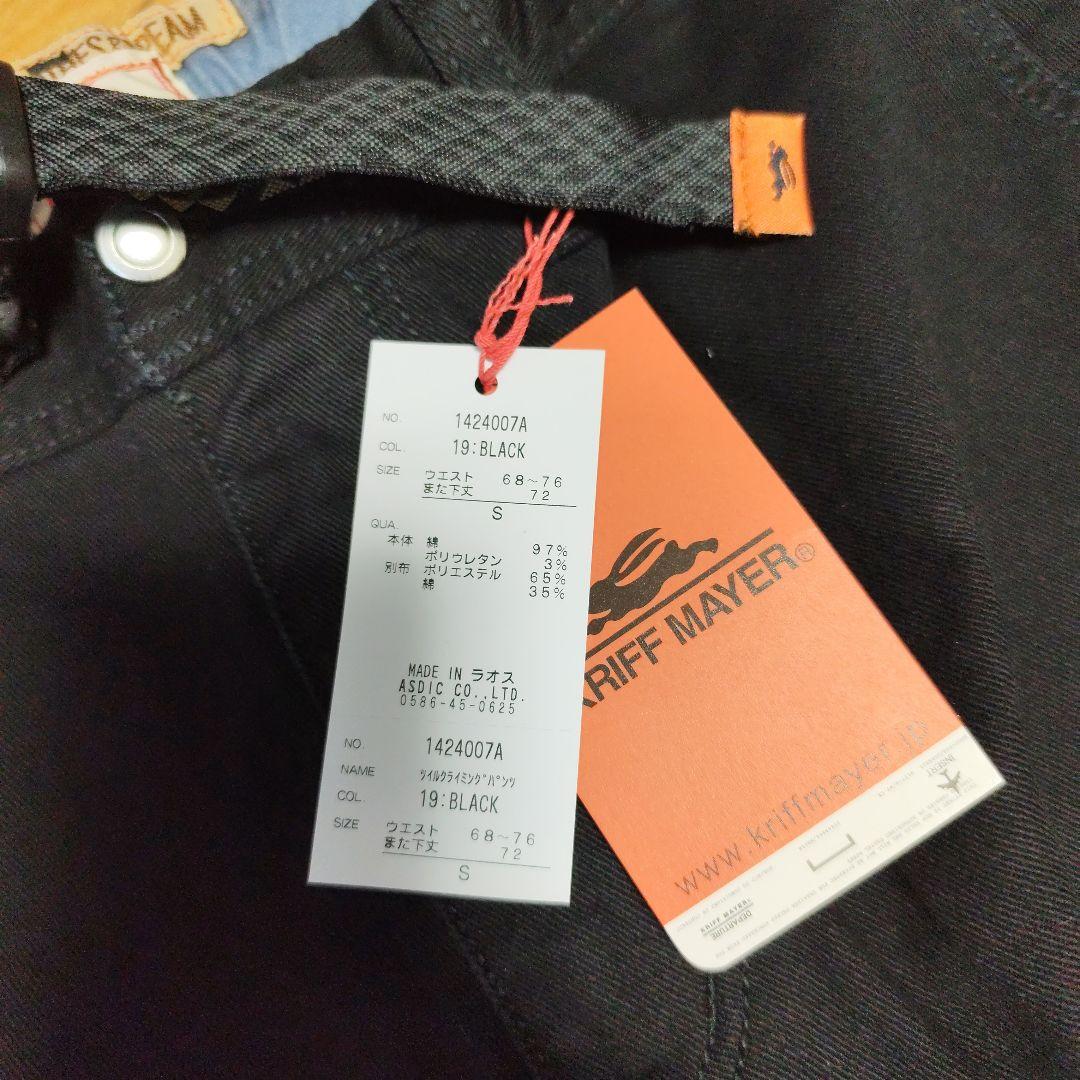 NO. 1424007A
COL. 19:BLACK
SIZE ウエスト 68~76
また下丈 72
S
QUA.
本体 綿 97%
ポリウレタン 3%
別布 ポリエステル 65%
綿 35%
MADE IN ラオス
ASDIC CO.,LTD.
0586-45-0625
NO. 1424007A
NAME ツイルクライミングパンツ
COL. 19:BLACK
SIZE ウエスト 68~76
また下丈 72
S
KRIFF MAYER®
www.kriffmayer.jp
INSERT
DEPARTURE
KRIFF MAYER